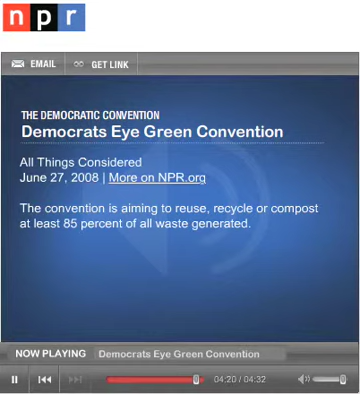 n p r
EMAIL
GET LINK
THE DEMOCRATIC CONVENTION
Democrats Eye Green Convention
All Things Considered
June 27, 2008 | More on NPR.org
The convention is aiming to reuse, recycle or compost
at least 85 percent of all waste generated.
NOW PLAYING Democrats Eye Green Convention
04:20 / 04:32